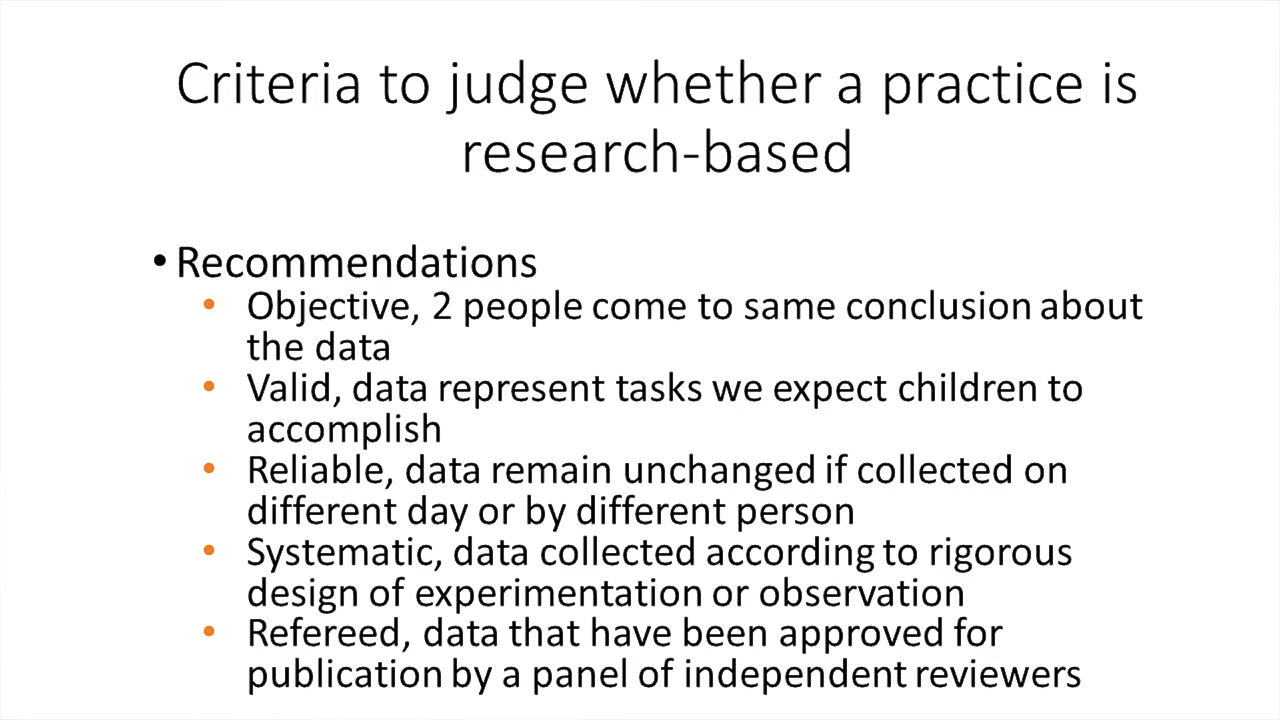 Criteria to judge whether a practice is
research-based
• Recommendations
• Objective, 2 people come to same conclusion about
the data
• Valid, data represent tasks we expect children to
accomplish
• Reliable, data remain unchanged if collected on
different day or by different person
• Systematic, data collected according to rigorous
design of experimentation or observation
• Refereed, data that have been approved for
publication by a panel of independent reviewers